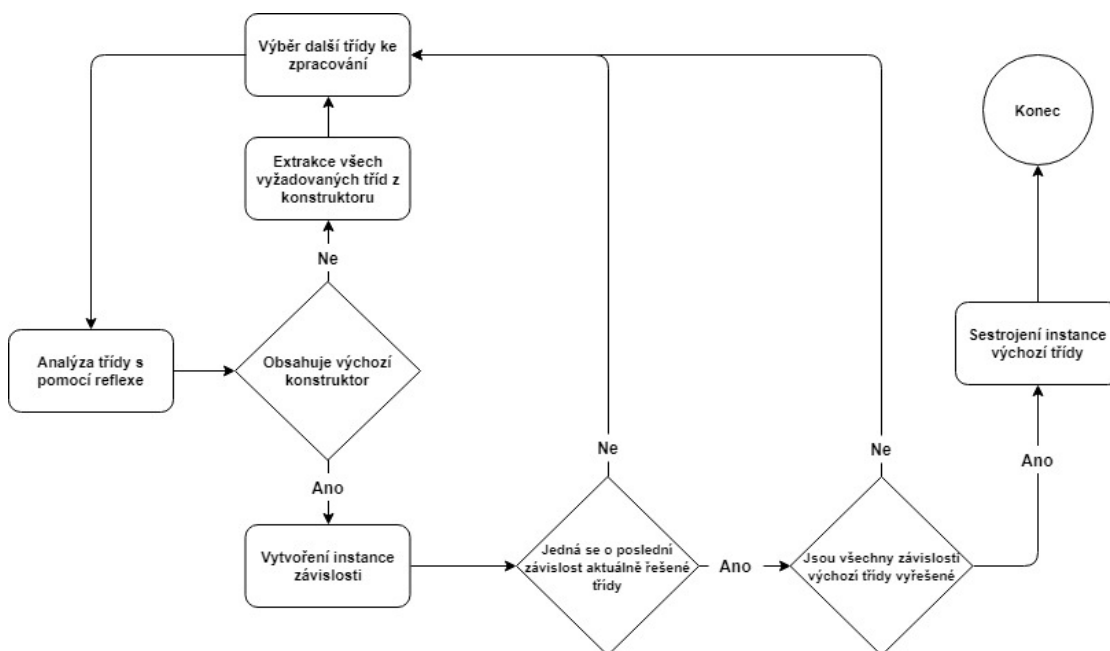 Výběr další třídy ke
zpracování
Konec
Extrakce všech
vyžadovaných tříd z
konstruktoru
Ne
Analýza třídy s
pomocí reflexe
Obsahuje výchozí
konstruktor
Sestrojení instance
výchozí třídy
Ano
Vytvoření instance
závislosti
Ne
Jedná se o poslední
závislost aktuálně řešené
třídy
Ano
Ne
Jsou všechny závislosti
výchozí třídy vyřešené
Ano